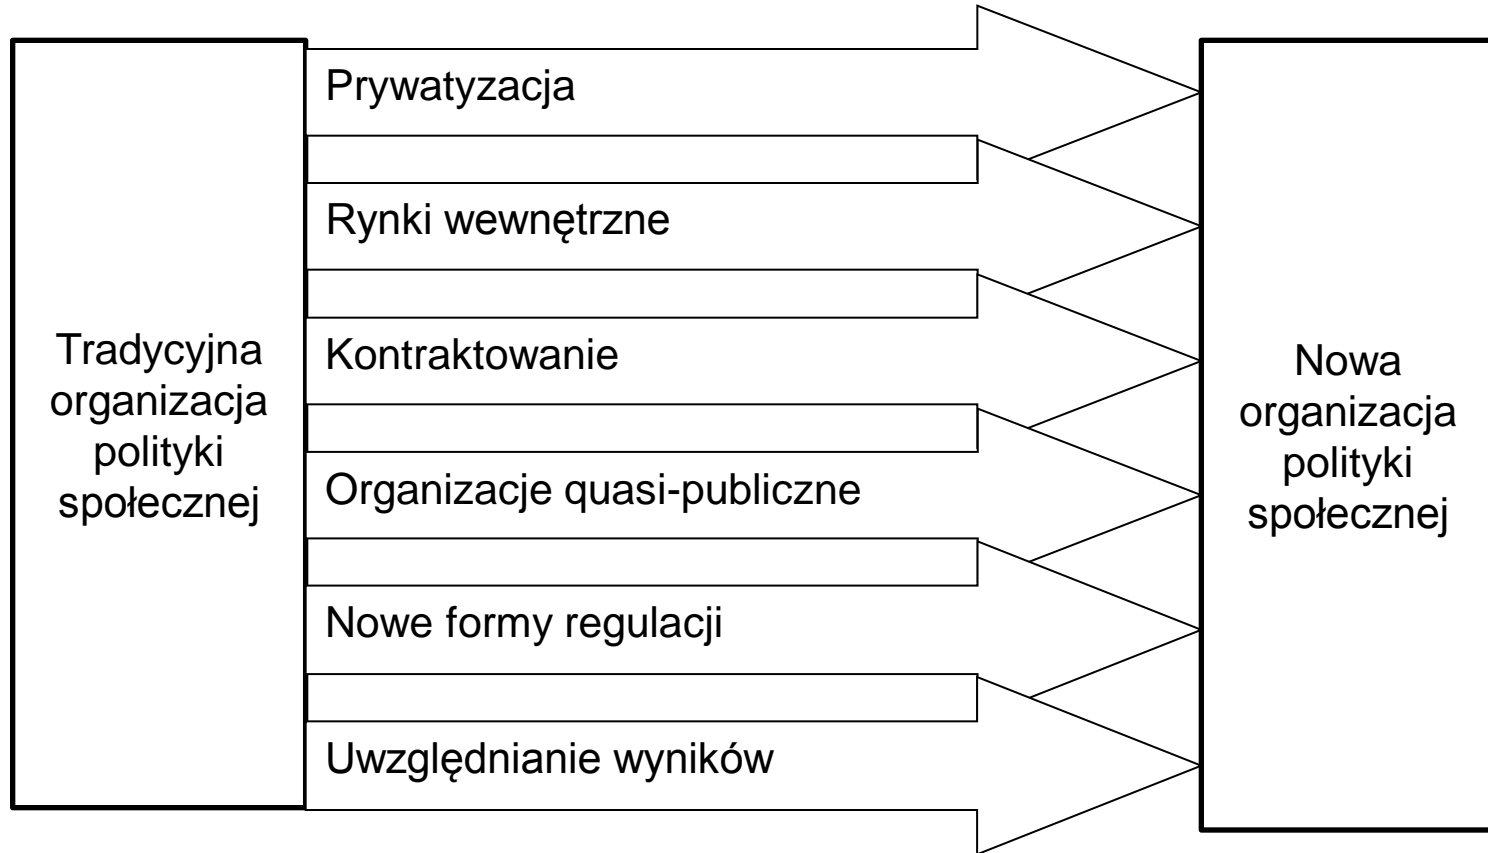 Tradycyjna
organizacja
polityki
społecznej
Prywatyzacja
Rynki wewnętrzne
Kontraktowanie
Organizacje quasi-publiczne
Nowe formy regulacji
Uwzględnianie wyników
Nowa
organizacja
polityki
społecznej